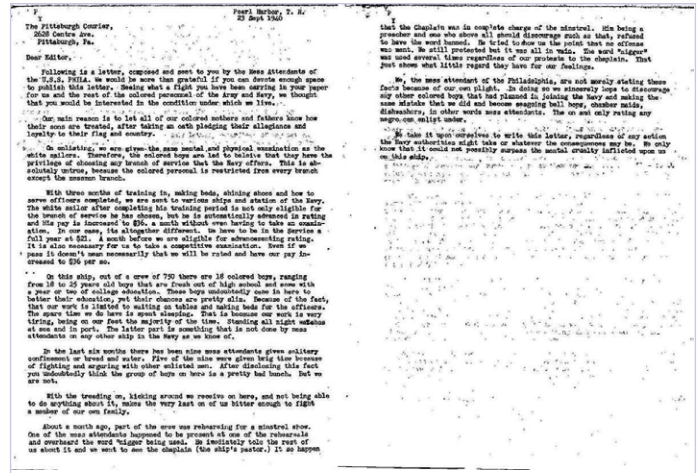 Pearl Harbor, T. H.
23 Sept 1940
The Pittsburgh Courier,
2628 Centre Ave.
Pittsburgh, Pa.
Dear Editor,
Following is a letter, composed and sent to you by the Mess Attendants of
the U.S.S. PHILA. We would be more than grateful if you can devote enough space
to publish this letter. Seeing what a fight you have been carring in your paper
for us and the rest of the colored personnel of the Army and Navy, we thought
that you would be interested in the condition under which we live.
Our main reason is to let all of our colored mothers and fathers know how
their sons are treated, after taking an oath pledging their allegiance and
loyalty to their flag and country.
On enlisting, we are given the same mental and physical examination as the
white sailors. Therefore, the colored boys are led to beleive that they have the
privilege of choosing any branch of service that the Navy offers. This is ab-
solutely untrue, because the colored personnel is restricted from every branch
except the messman branch.
With three months of training in, making beds, shining shoes and how to
serve officers completed, we are sent to various ships and station of the Navy.
The white sailor after completing his training period is not only eligible for
the branch of service he has chosen, but he is automatically advanced in rating
and His pay is increased to $36. a month without even having to take an examin-
ation. In our case, its altogether different. We have to be in the Service a
full year at $21. A month before we are eligible for advancement rating.
It is also necessary for us to take a competitive examination. Even if we
pass it doesn't mean necessarily that we will be rated and have our pay in-
creased to $36 per mo.
On this ship, out of a crew of 750 there are 18 colored boys, ranging
from 18 to 25 years old boys that are fresh out of high school and some with
a year or two of college education. These boys undoubtedly came in here to
better their education, yet their chances are pretty slim. Because of the fact,
that our work is limited to waiting on tables and making beds for the officers.
The spare time we do have is spent sleeping. That is because our work is very
tiring, being on our feet the majority of the time. Standing all night watches
at sea and in port. The latter part is something that is not done by mess
attendants on any other ship in the Navy as we know of.
In the last six months there has been nine mess attendants given solitary
confinement on bread and water. Five of the nine were given brig time because
of fighting and arguring with other enlisted men. After disclosing this fact
you undoubtedly think the group of boys on here is a pretty bad bunch. But we
are not.
With the treading on, kicking around we receive on here, and not being able
to do anything about it, makes the very last on of us bitter enough to fight
a member of our own family.
About a month ago, part of the crew was rehearsing for a minstrel show.
One of the mess attendants happened to be present at one of the rehearsals
and overheard the word "nigger being used. He imediately told the rest of
us about it and we went to see the chaplain (the ship's pastor.) It so happen
that the Chaplain was in complete charge of the minstrel. Him being a
preacher and one who above all should discourage such as that, refused
to have the word banned. He tried to show us the point that no offense
was meant. We still protested but it was all in vain. The word "nigger"
was used several times regardless of our protests to the chaplain. That
just shows what little regard they have for our feelings.
We, the mess attendant of the Philadelphia, are not merely stating these
facts because of our own plight. In doing so we sincerely hope to discourage
any other colored boys that had planned in joining the Navy and making the
same mistake that we did and become seagoing bell hops, chamber maids,
dishwashers, in other words mess attendants. The on and only rating any
negro can enlist under.
We take it upon ourselves to write this letter, regardless of any action
the Navy authorities might take or whatever the consequences may be. We only
know that it could not possibly surpass the mental cruelty inflicted upon us
on this ship.